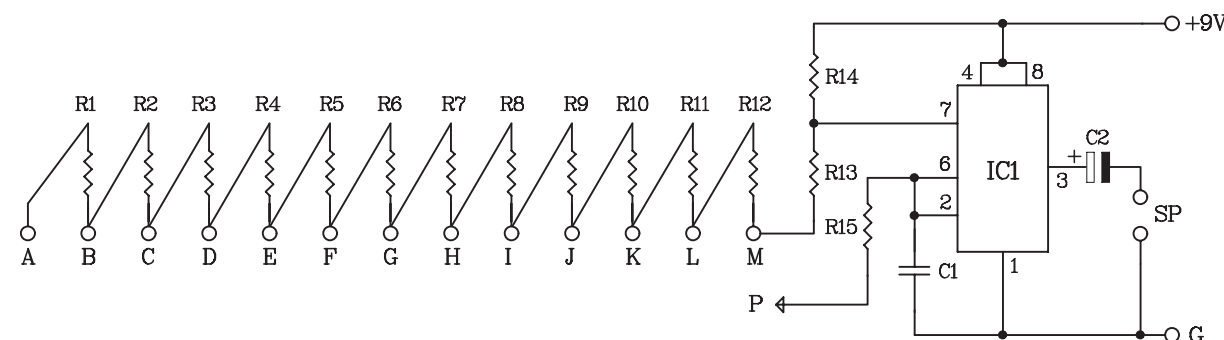 +9V
R14
4 8
R1 R2 R3 R4 R5 R6 R7 R8 R9 R10 R11 R12
7
C2
R13
6
IC1
+
3
2
R15
SP
A B C D E F G H I J K L M
C1
1
P
G